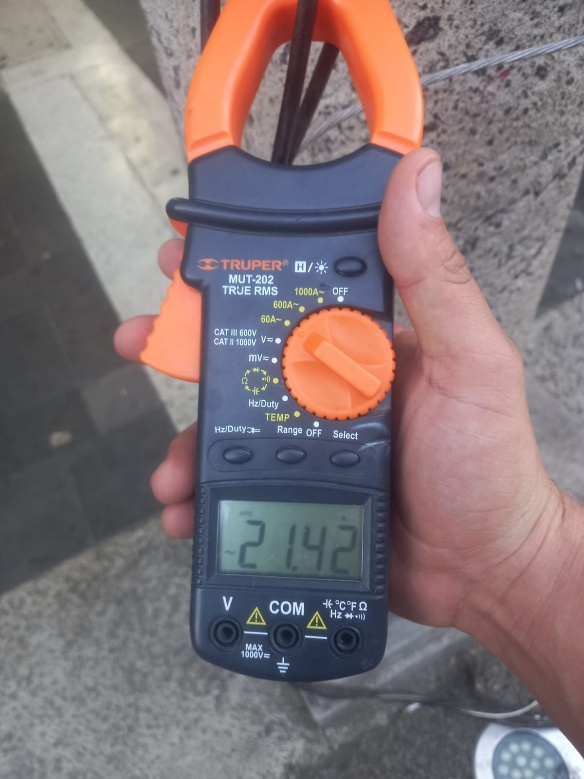 TRUPER® H/☀
MUT-202
TRUE RMS
1000A~ OFF
600A~
60A~
CAT III 600V
CAT II 1000V
V≂
mV≂
Ω
Hz/Duty
TEMP
OFF
Hz/Duty Range Select
~21.42
V COM °C°F Ω
Hz
MAX
1000V≂